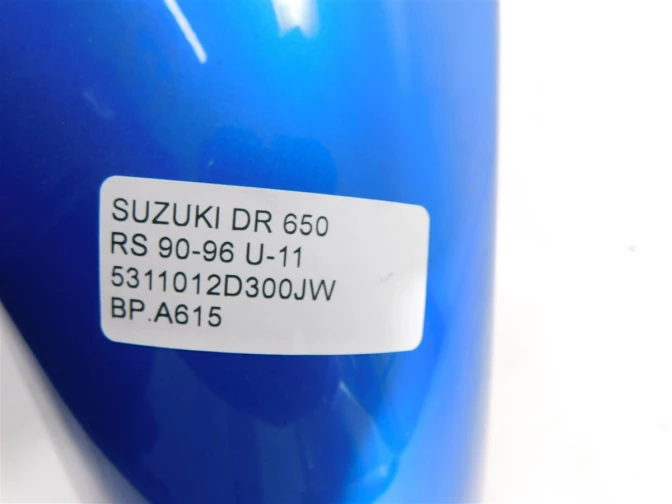 SUZUKI DR 650
RS 90-96 U-11
5311012D300JW
BP.A615